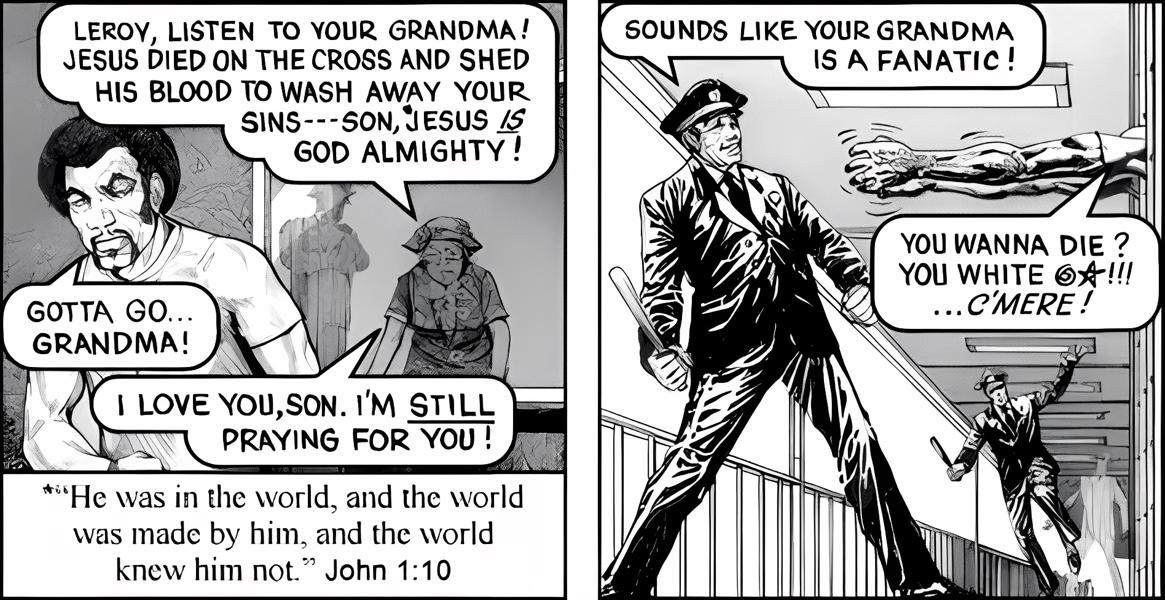 LEROY, LISTEN TO YOUR GRANDMA!
JESUS DIED ON THE CROSS AND SHED
HIS BLOOD TO WASH AWAY YOUR
SINS---SON, JESUS IS
GOD ALMIGHTY!
GOTTA GO...
GRANDMA!
I LOVE YOU, SON. I'M STILL
PRAYING FOR YOU!
"He was in the world, and the world
was made by him, and the world
knew him not." John 1:10
SOUNDS LIKE YOUR GRANDMA
IS A FANATIC!
YOU WANNA DIE?
YOU WHITE @★!!!
...C'MERE!